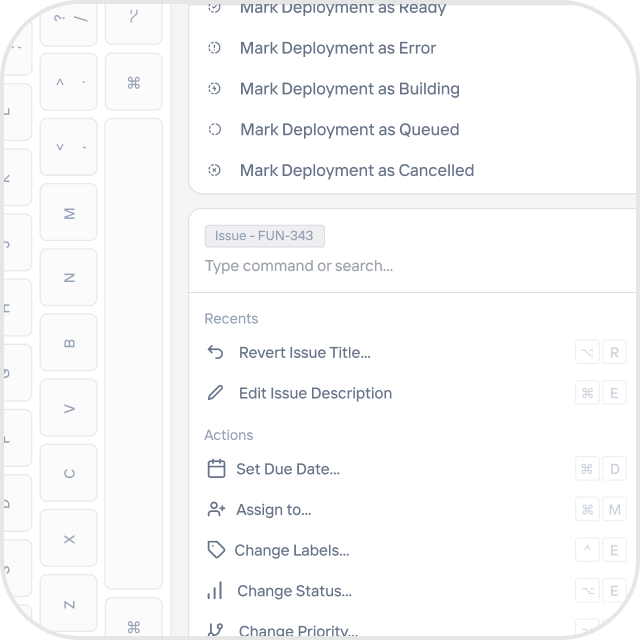 Mark Deployment as Ready
Mark Deployment as Error
Mark Deployment as Building
Mark Deployment as Queued
Mark Deployment as Cancelled
Issue - FUN-343
Type command or search...
Recents
Revert Issue Title... ⌥ R
Edit Issue Description ⌘ E
Actions
Set Due Date... ⌘ D
Assign to... ⌘ M
Change Labels... ^ E
Change Status... ⌥ E
Change Priority...
? /
⌘
> .
< ,
M
N
B
V
C
X
Z
⌘